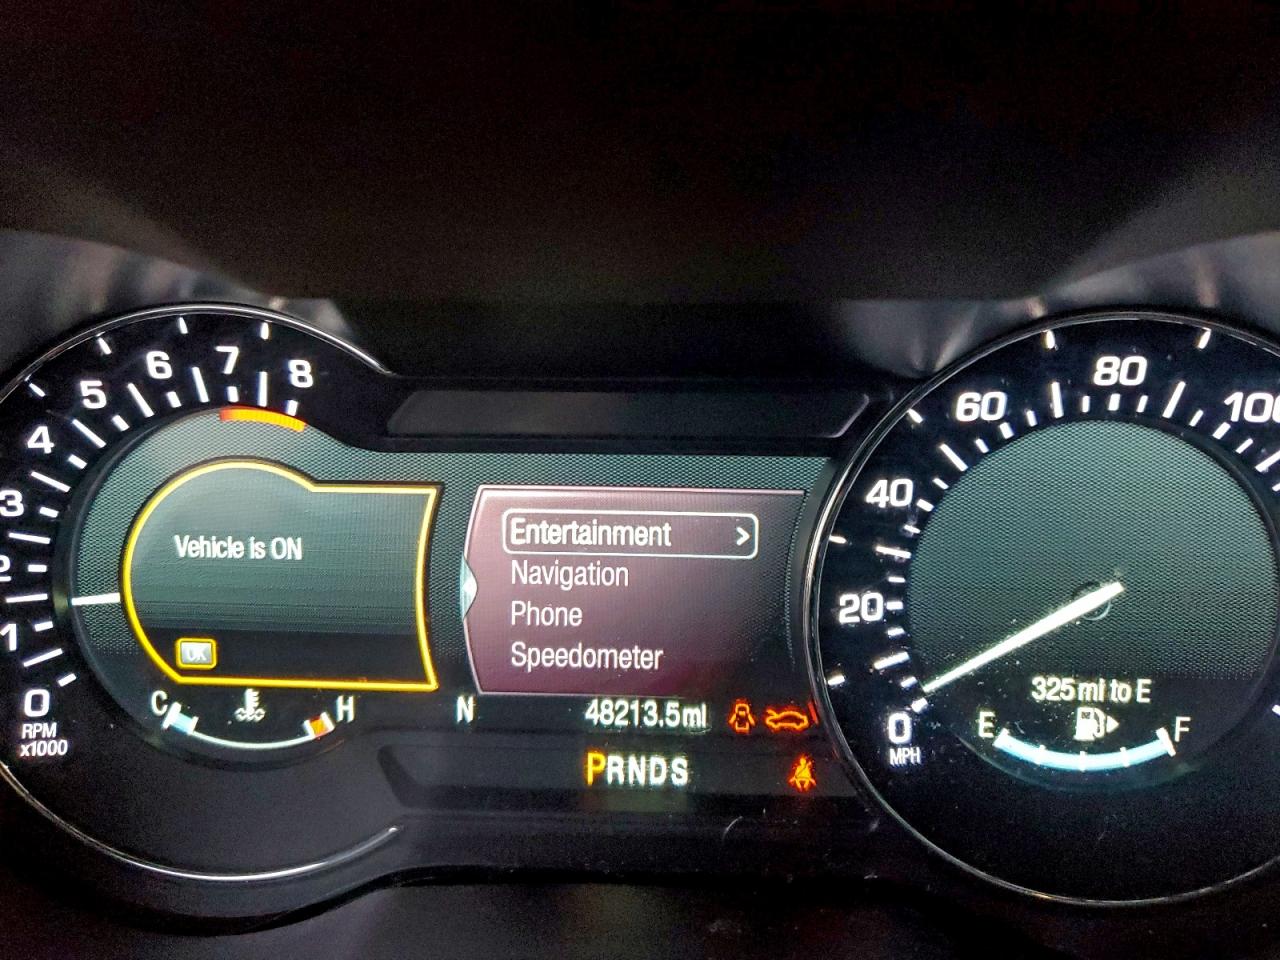 8
7
6
5
4
3
2
1
0
RPM
x1000
Vehicle is ON
OK
C H
Entertainment >
Navigation
Phone
Speedometer
N 48213.5mi
PRNDS
100
80
60
40
20
0
MPH
325 mi to E
E F